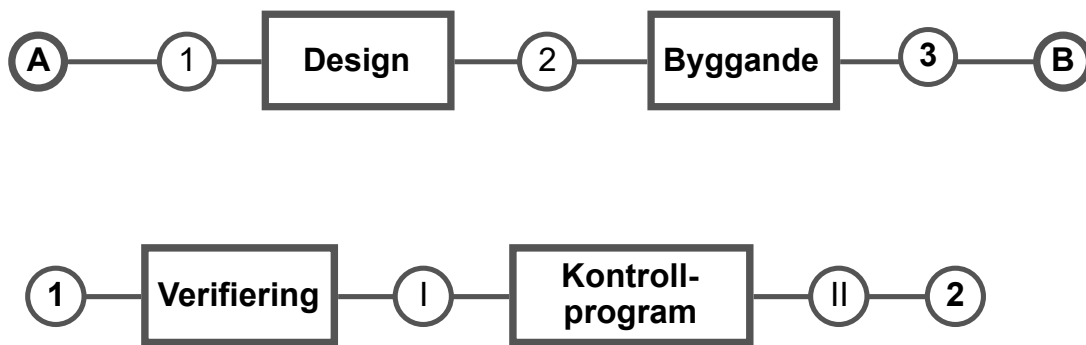 A 1 Design 2 Byggande 3 B
1 Verifiering I Kontroll- II 2
program